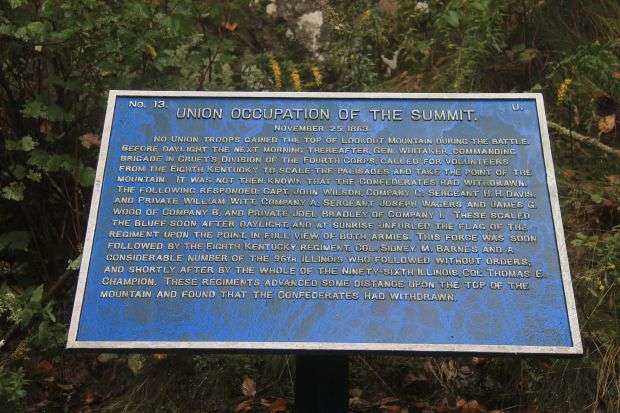 No. 13. U.
UNION OCCUPATION OF THE SUMMIT.
NOVEMBER 25, 1863.
NO UNION TROOPS GAINED THE TOP OF LOOKOUT MOUNTAIN DURING THE BATTLE.
BEFORE DAYLIGHT THE NEXT MORNING THEREAFTER GEN. WHITAKER, COMMANDING
BRIGADE IN CRUFT'S DIVISION OF THE FOURTH CORPS, CALLED FOR VOLUNTEERS
FROM THE EIGHTH KENTUCKY TO SCALE THE PALISADES AND TAKE THE POINT OF THE
MOUNTAIN. IT WAS NOT THEN KNOWN THAT THE CONFEDERATES HAD WITHDRAWN.
THE FOLLOWING RESPONDED: CAPT. JOHN WILSON, COMPANY C, SERGEANT H. H. DAVIS,
AND PRIVATE WILLIAM WITT, COMPANY A, SERGEANT JOSEPH WAGERS AND JAMES G.
WOOD OF COMPANY B, AND PRIVATE JOEL BRADLEY OF COMPANY I. THESE SCALED
THE BLUFF SOON AFTER DAYLIGHT, AND AT SUNRISE UNFURLED THE FLAG OF THE
REGIMENT UPON THE POINT IN FULL VIEW OF BOTH ARMIES. THIS FORCE WAS SOON
FOLLOWED BY THE EIGHTH KENTUCKY REGIMENT, COL. SIDNEY M. BARNES, AND A
CONSIDERABLE NUMBER OF THE 96TH ILLINOIS, WHO FOLLOWED WITHOUT ORDERS,
AND SHORTLY AFTER BY THE WHOLE OF THE NINETY-SIXTH ILLINOIS, COL. THOMAS E.
CHAMPION. THESE REGIMENTS ADVANCED SOME DISTANCE UPON THE TOP OF THE
MOUNTAIN AND FOUND THAT THE CONFEDERATES HAD WITHDRAWN.